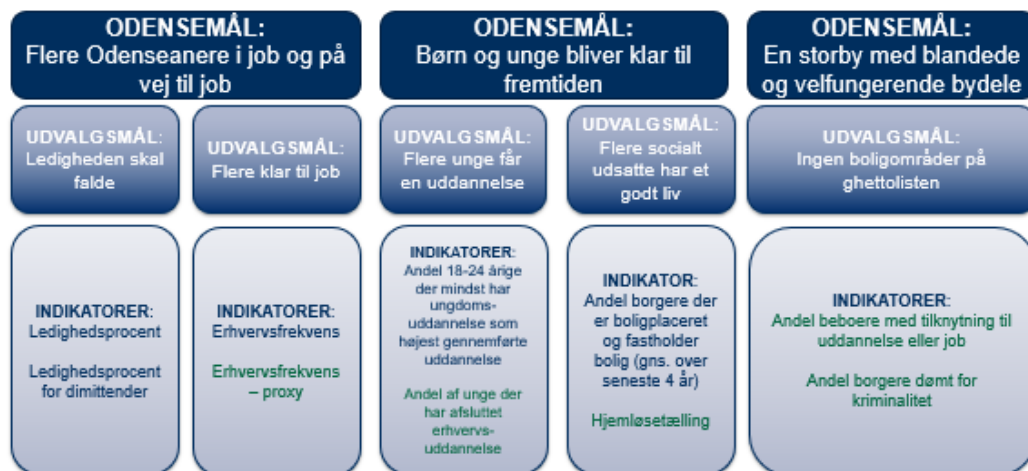 ODENSEMÅL:
Flere Odenseanere i job og på
vej til job
ODENSEMÅL:
Børn og unge bliver klar til
fremtiden
ODENSEMÅL:
En storby med blandede
og velfungerende bydele
UDVALGSMÅL:
Ledigheden skal
falde
UDVALGSMÅL:
Flere klar til job
UDVALGSMÅL:
Flere unge får
en uddannelse
UDVALGSMÅL:
Flere socialt
udsatte har et
godt liv
UDVALGSMÅL:
Ingen boligområder på
ghettolisten
INDIKATORER:
Ledighedsprocent
Ledighedsprocent
for dimittender
INDIKATORER:
Erhvervsfrekvens
Erhvervsfrekvens
– proxy
INDIKATORER:
Andel 18-24 årige
der mindst har
ungdoms-
uddannelse som
højest gennemførte
uddannelse
Andel af unge der
har afsluttet
erhvervs-
uddannelse
INDIKATOR:
Andel borgere der
er boligplaceret
og fastholder
bolig (gns. over
seneste 4 år)
Hjemløsetælling
INDIKATORER:
Andel beboere med tilknytning til
uddannelse eller job
Andel borgere dømt for
kriminalitet